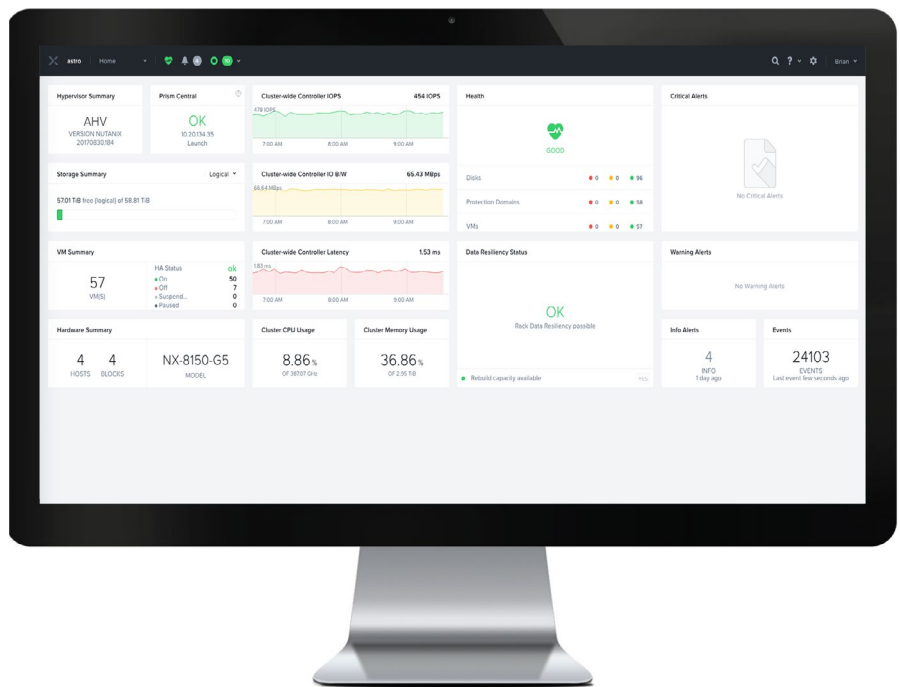 astro Home
Brian
Hypervisor Summary
AHV
VERSION NUTANIX
20170830.184
Prism Central
OK
10.20.134.35
Launch
Cluster-wide Controller IOPS 454 IOPS
478 IOPS
7:00 AM 8:00 AM 9:00 AM
Health
GOOD
Disks 0 0 96
Protection Domains 0 0 58
VMs 0 0 57
Critical Alerts
No Critical Alerts
Storage Summary Logical
57.01 TiB free (logical) of 58.81 TiB
Cluster-wide Controller IO B/W 65.43 MBps
66.64 MBps
7:00 AM 8:00 AM 9:00 AM
VM Summary
57
VM(S)
HA Status ok
On 50
Off 7
Suspend... 0
Paused 0
Cluster-wide Controller Latency 1.53 ms
1.83 ms
7:00 AM 8:00 AM 9:00 AM
Data Resiliency Status
OK
Rack Data Resiliency possible
Rebuild capacity available YES
Warning Alerts
No Warning Alerts
Hardware Summary
4 4 NX-8150-G5
HOSTS BLOCKS MODEL
Cluster CPU Usage
8.86 %
OF 387.07 GHz
Cluster Memory Usage
36.86 %
OF 2.95 TiB
Info Alerts
4
INFO
1 day ago
Events
24103
EVENTS
Last event few seconds ago